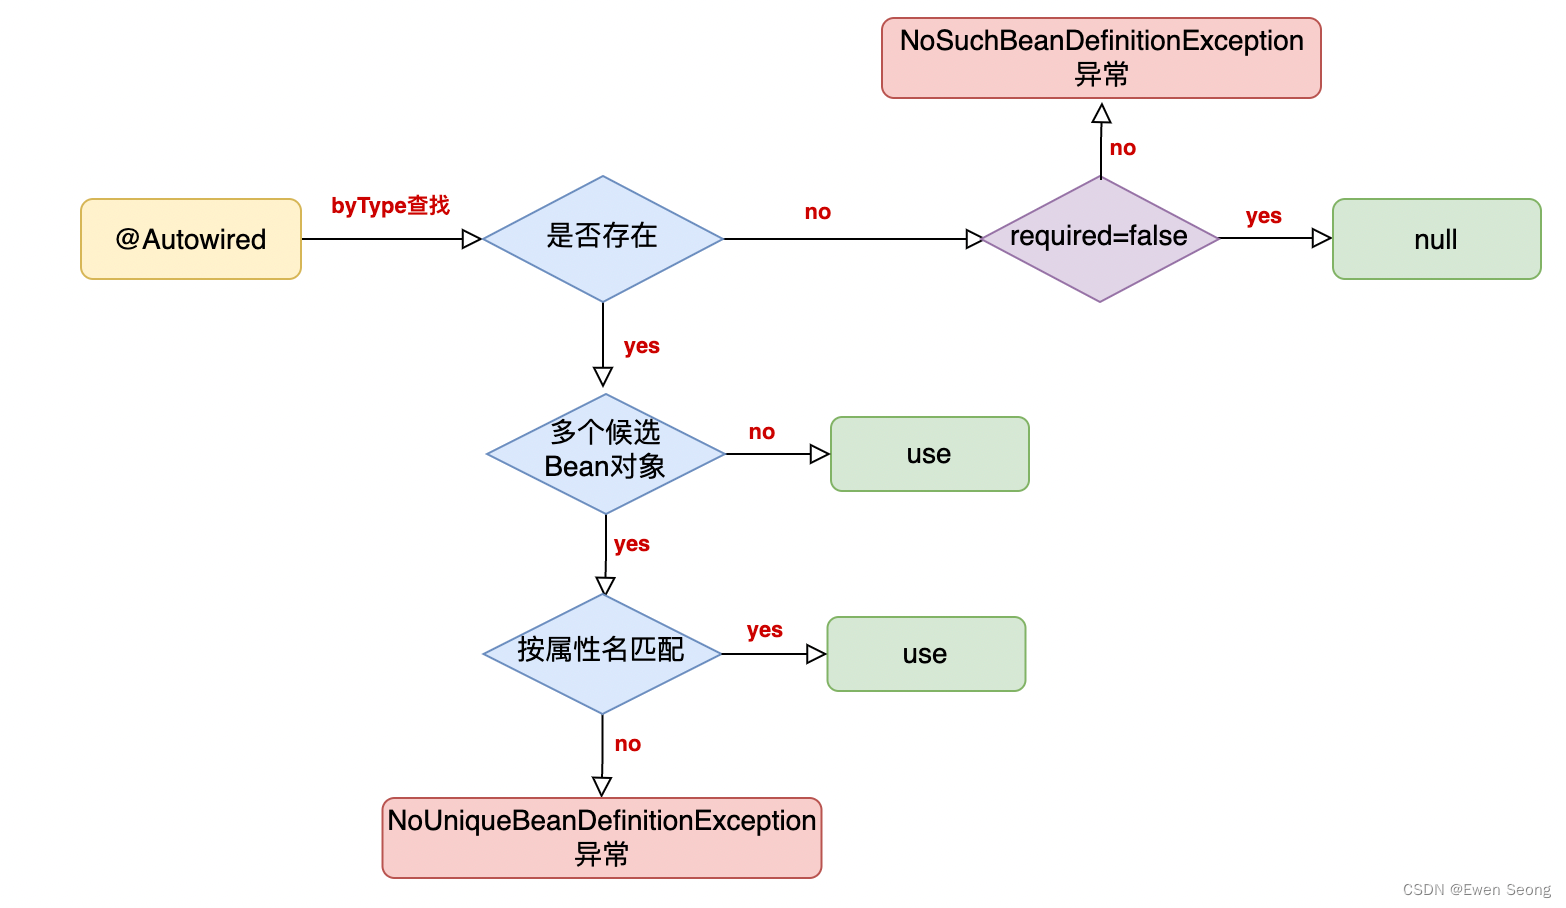 NoSuchBeanDefinitionException
异常
no
@Autowired
byType查找
是否存在
no
required=false
yes
null
yes
多个候选
Bean对象
no
use
yes
按属性名匹配
yes
use
no
NoUniqueBeanDefinitionException
异常
CSDN @Ewen Seong